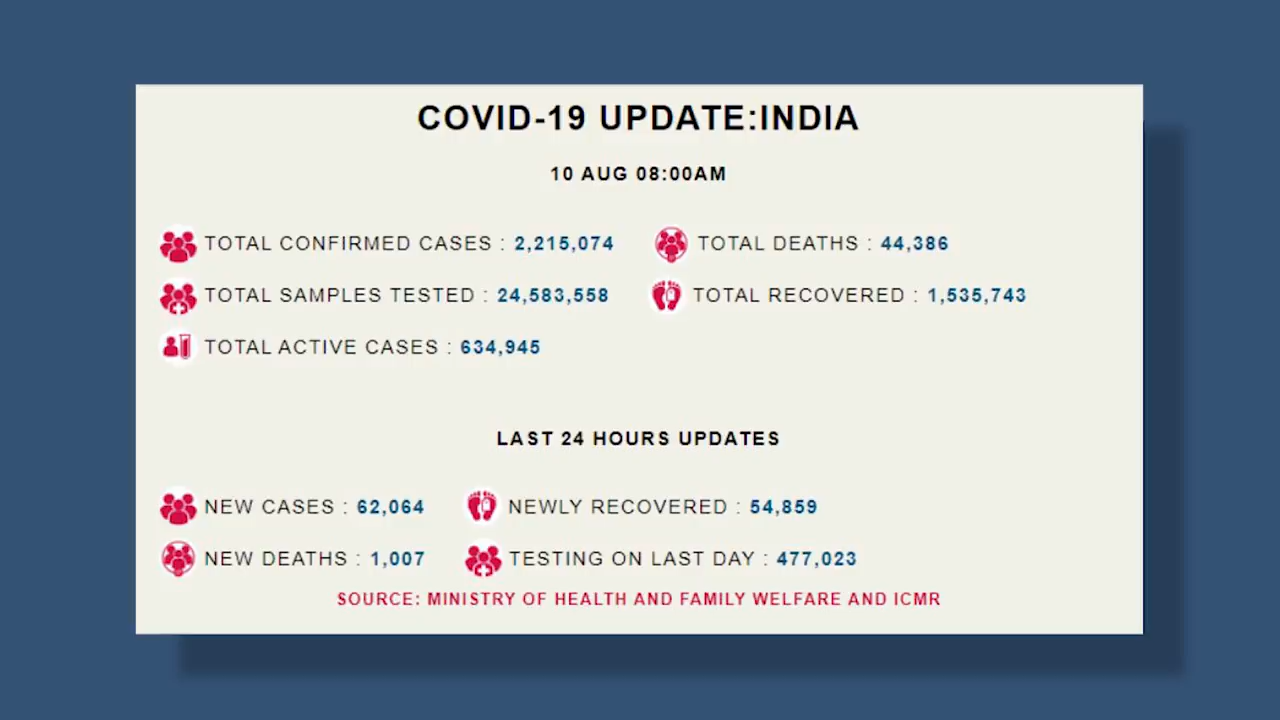 COVID-19 UPDATE:INDIA
10 AUG 08:00AM
TOTAL CONFIRMED CASES : 2,215,074 TOTAL DEATHS : 44,386
TOTAL SAMPLES TESTED : 24,583,558 TOTAL RECOVERED : 1,535,743
TOTAL ACTIVE CASES : 634,945
LAST 24 HOURS UPDATES
NEW CASES : 62,064 NEWLY RECOVERED : 54,859
NEW DEATHS : 1,007 TESTING ON LAST DAY : 477,023
SOURCE: MINISTRY OF HEALTH AND FAMILY WELFARE AND ICMR